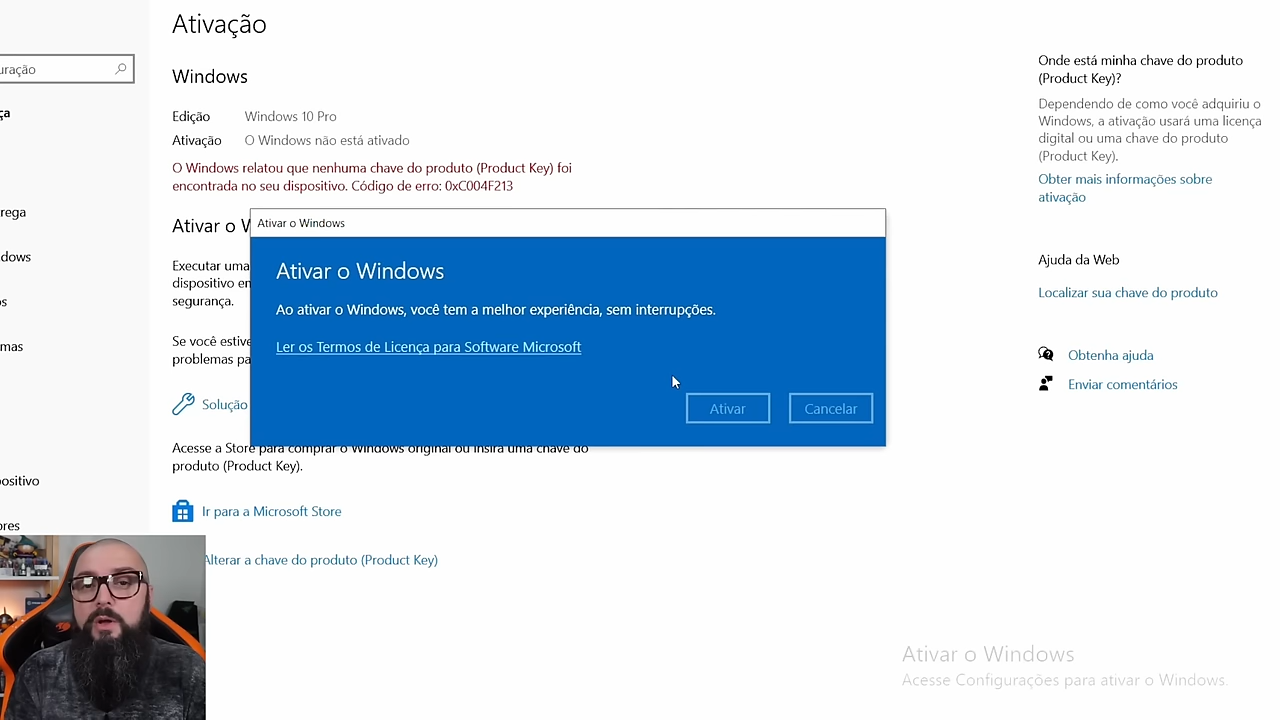 Ativação
uração
ça
rega
dows
s
mas
ositivo
res
Windows
Edição Windows 10 Pro
Ativação O Windows não está ativado
O Windows relatou que nenhuma chave do produto (Product Key) foi
encontrada no seu dispositivo. Código de erro: 0xC004F213
Ativar o W
Executar uma
dispositivo en
segurança.
Se você estive
problemas pa
Solução
Acesse a Store para comprar o Windows original ou insira uma chave do
produto (Product Key).
Ir para a Microsoft Store
Alterar a chave do produto (Product Key)
Ativar o Windows
Ativar o Windows
Ao ativar o Windows, você tem a melhor experiência, sem interrupções.
Ler os Termos de Licença para Software Microsoft
Ativar Cancelar
Onde está minha chave do produto
(Product Key)?
Dependendo de como você adquiriu o
Windows, a ativação usará uma licença
digital ou uma chave do produto
(Product Key).
Obter mais informações sobre
ativação
Ajuda da Web
Localizar sua chave do produto
Obtenha ajuda
Enviar comentários
Ativar o Windows
Acesse Configurações para ativar o Windows.